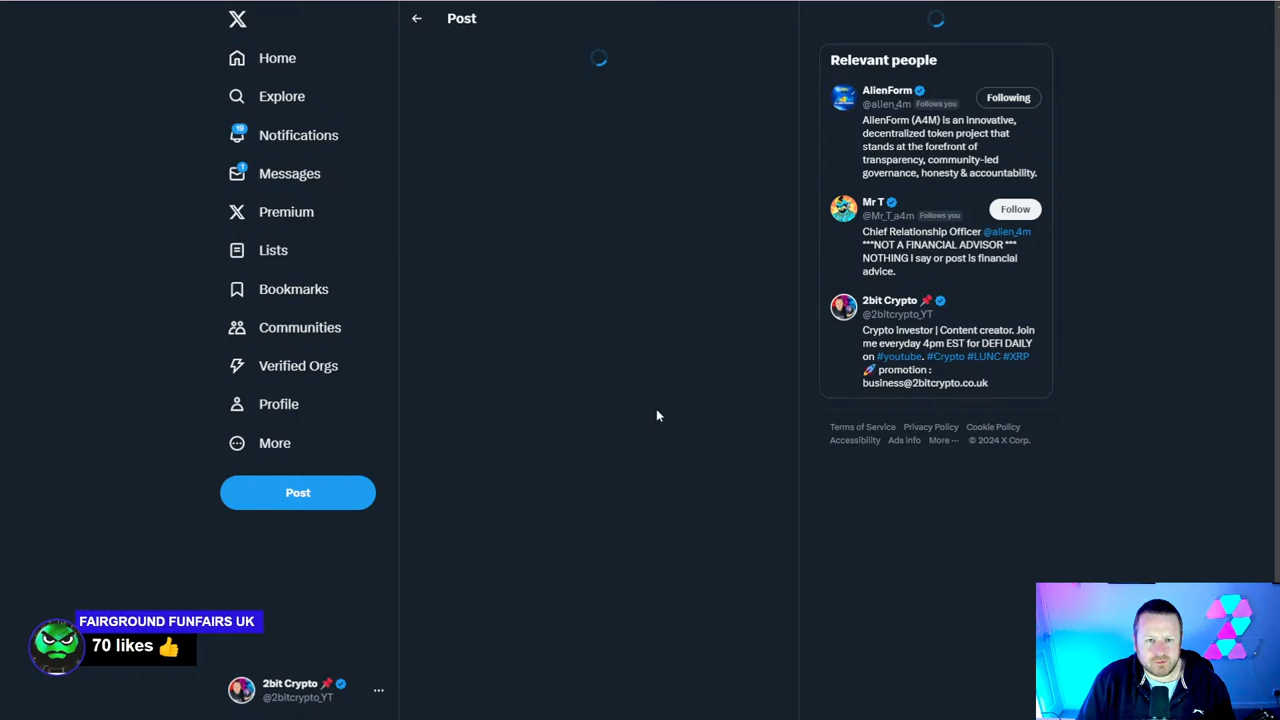 Home
Explore
19
Notifications
1
Messages
Premium
Lists
Bookmarks
Communities
Verified Orgs
Profile
More
Post
FAIRGROUND FUNFAIRS UK
70 likes 👍
2bit Crypto 📌
@2bitcrypto_YT
← Post
Relevant people
AlienForm
@alien_4m Follows you
Following
AlienForm (A4M) is an innovative,
decentralized token project that
stands at the forefront of
transparency, community-led
governance, honesty & accountability.
Mr T
@Mr_T_a4m Follows you
Follow
Chief Relationship Officer @alien_4m
***NOT A FINANCIAL ADVISOR ***
NOTHING I say or post is financial
advice.
2bit Crypto 📌
@2bitcrypto_YT
Crypto investor | Content creator. Join
me everyday 4pm EST for DEFI DAILY
on #youtube. #Crypto #LUNC #XRP
🚀 promotion :
business@2bitcrypto.co.uk
Terms of Service Privacy Policy Cookie Policy
Accessibility Ads info More ··· © 2024 X Corp.